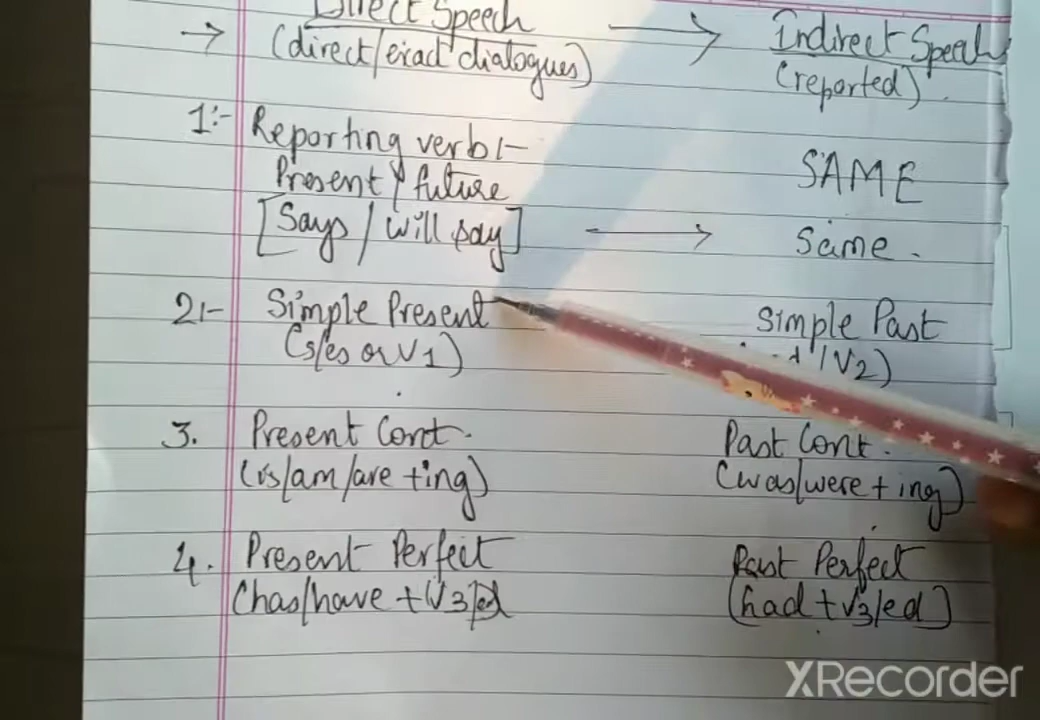 Direct Speech → Indirect Speech
→ (direct/exact dialogues) (reported).
1:- Reporting verb:-
Present / future SAME
[Says / will say] → Same.
2:- Simple Present Simple Past
(s/es or V1) /V2)
3. Present Cont. Past Cont.
(is/am/are +ing) (was/were + ing)
4. Present Perfect Past Perfect
(has/have + V3/ed (had + V3/ed)
XRecorder